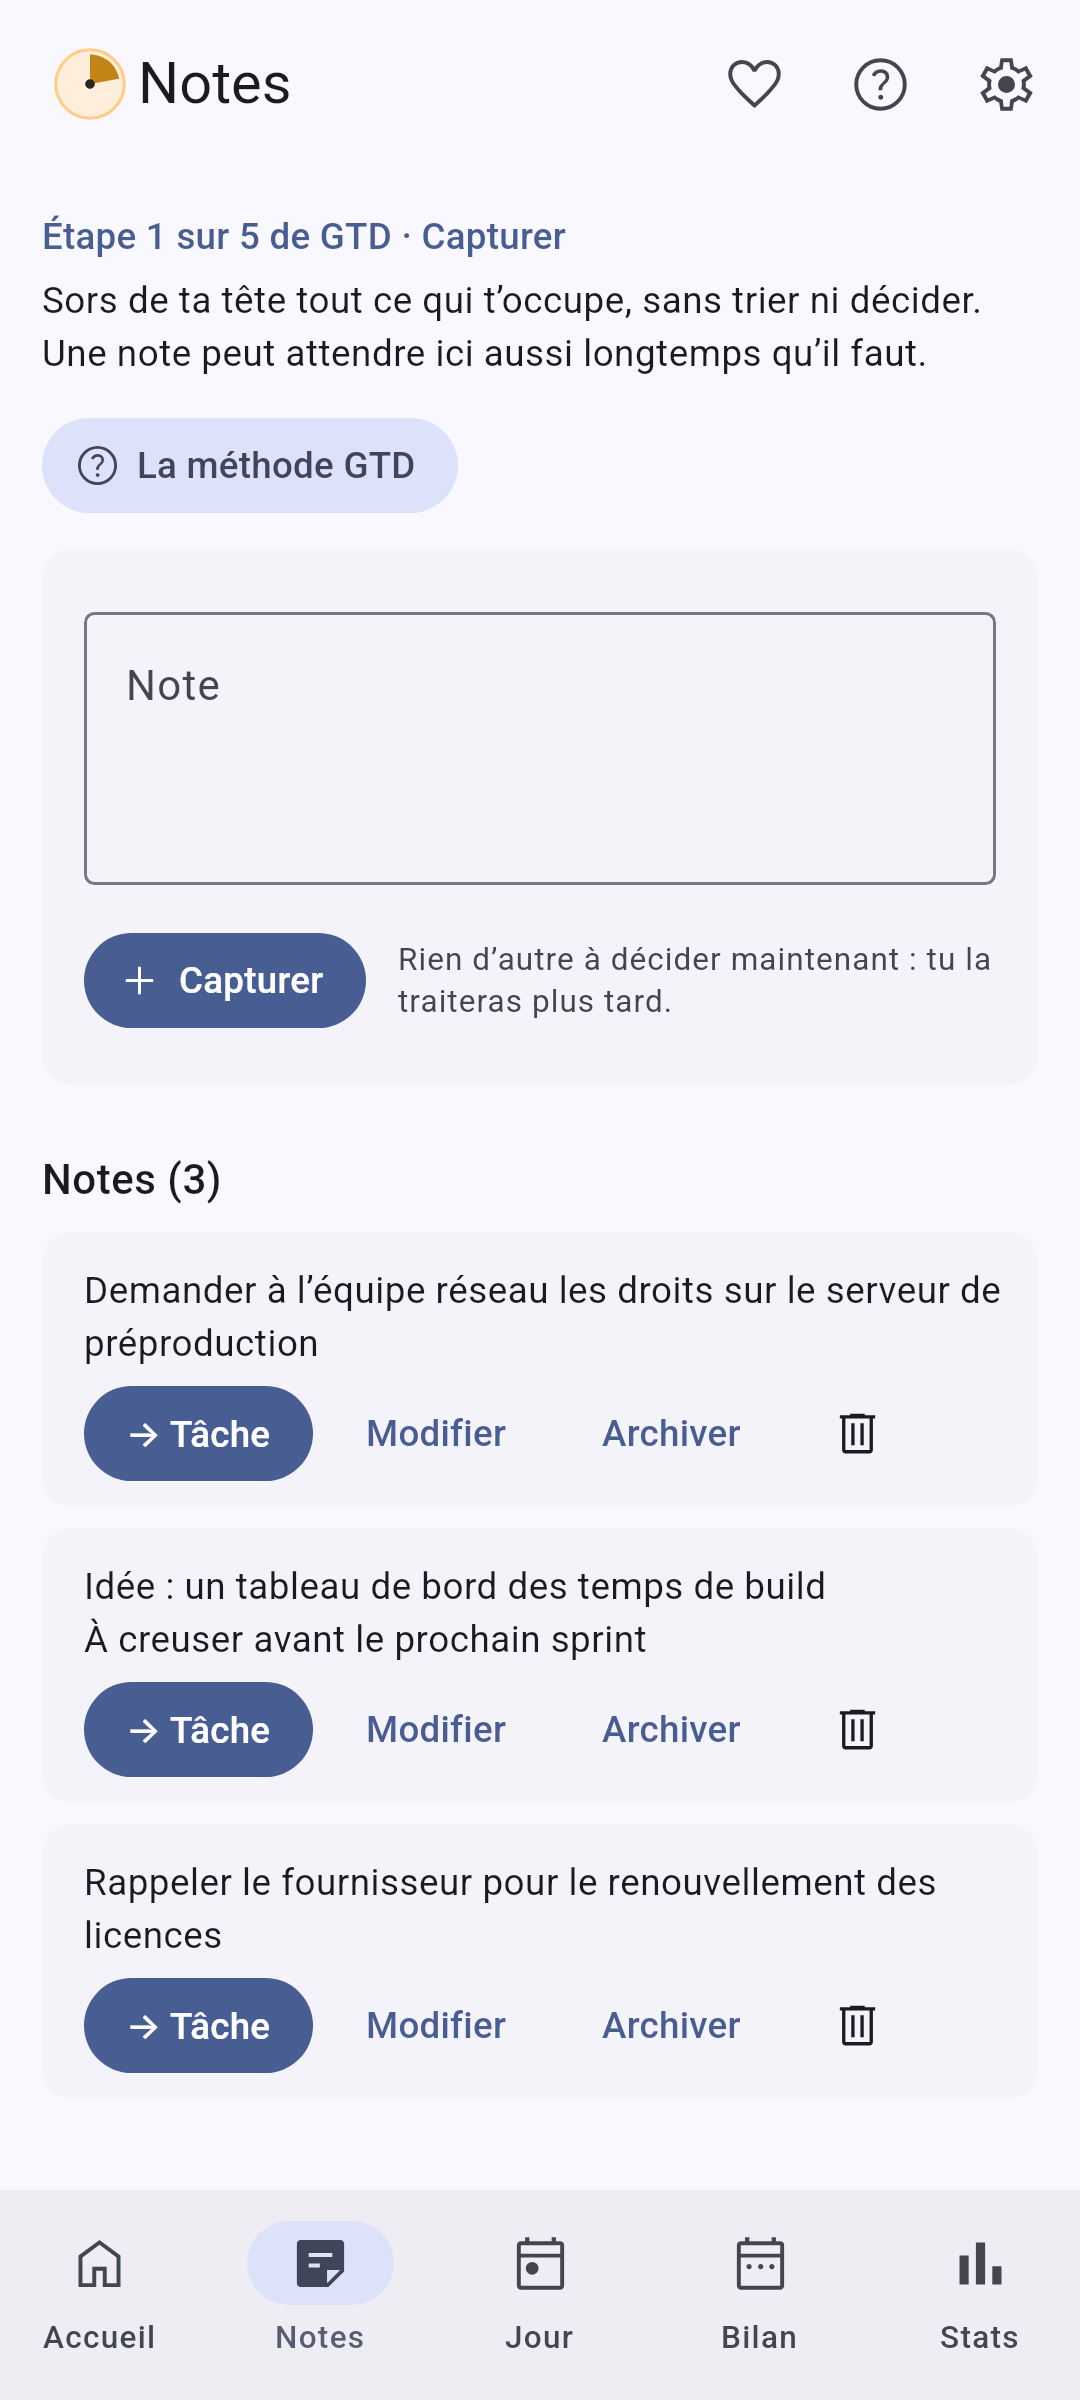 Notes
Étape 1 sur 5 de GTD · Capturer
Sors de ta tête tout ce qui t’occupe, sans trier ni décider.
Une note peut attendre ici aussi longtemps qu’il faut.
La méthode GTD
Note
Capturer
Rien d’autre à décider maintenant : tu la
traiteras plus tard.
Notes (3)
Demander à l’équipe réseau les droits sur le serveur de
préproduction
→ Tâche Modifier Archiver
Idée : un tableau de bord des temps de build
À creuser avant le prochain sprint
→ Tâche Modifier Archiver
Rappeler le fournisseur pour le renouvellement des
licences
→ Tâche Modifier Archiver
Accueil Notes Jour Bilan Stats